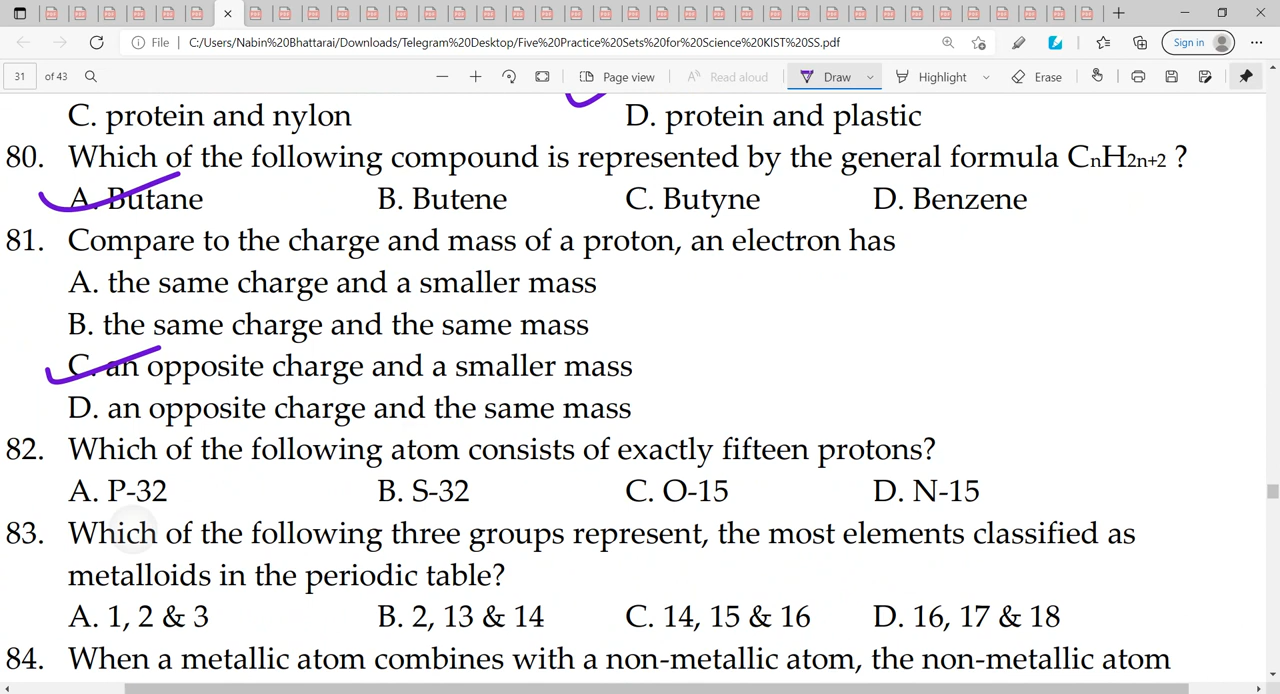 File C:/Users/Nabin%20Bhattarai/Downloads/Telegram%20Desktop/Five%20Practice%20Sets%20for%20Science%20KIST%20SS.pdf Sign in
31 of 43 Page view Read aloud Draw Highlight Erase
C. protein and nylon D. protein and plastic
80. Which of the following compound is represented by the general formula CnH2n+2 ?
A. Butane B. Butene C. Butyne D. Benzene
81. Compare to the charge and mass of a proton, an electron has
A. the same charge and a smaller mass
B. the same charge and the same mass
C. an opposite charge and a smaller mass
D. an opposite charge and the same mass
82. Which of the following atom consists of exactly fifteen protons?
A. P-32 B. S-32 C. O-15 D. N-15
83. Which of the following three groups represent, the most elements classified as
metalloids in the periodic table?
A. 1, 2 & 3 B. 2, 13 & 14 C. 14, 15 & 16 D. 16, 17 & 18
84. When a metallic atom combines with a non-metallic atom, the non-metallic atom